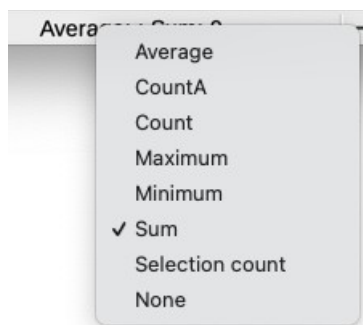 Average
CountA
Count
Maximum
Minimum
✓ Sum
Selection count
None